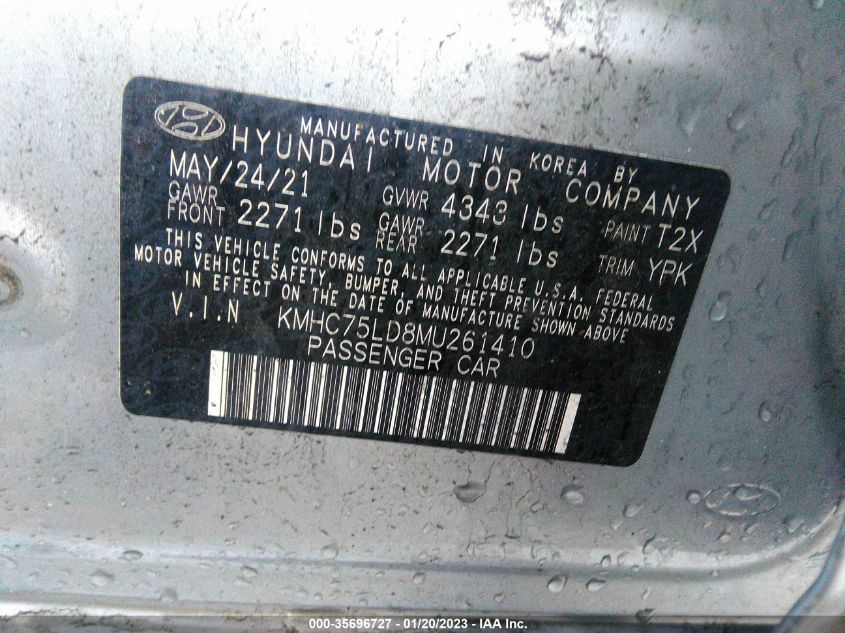 MANUFACTURED IN KOREA BY
HYUNDAI MOTOR COMPANY
MAY/24/21 GVWR 4343 lbs PAINT T2X
GAWR FRONT 2271 lbs GAWR REAR 2271 lbs TRIM YPK
THIS VEHICLE CONFORMS TO ALL APPLICABLE U.S.A. FEDERAL
MOTOR VEHICLE SAFETY, BUMPER, AND THEFT PREVENTION STANDARDS
IN EFFECT ON THE DATE OF MANUFACTURE SHOWN ABOVE
V.I.N KMHC75LD8MU261410
PASSENGER CAR
000-35696727 - 01/20/2023 - IAA Inc.